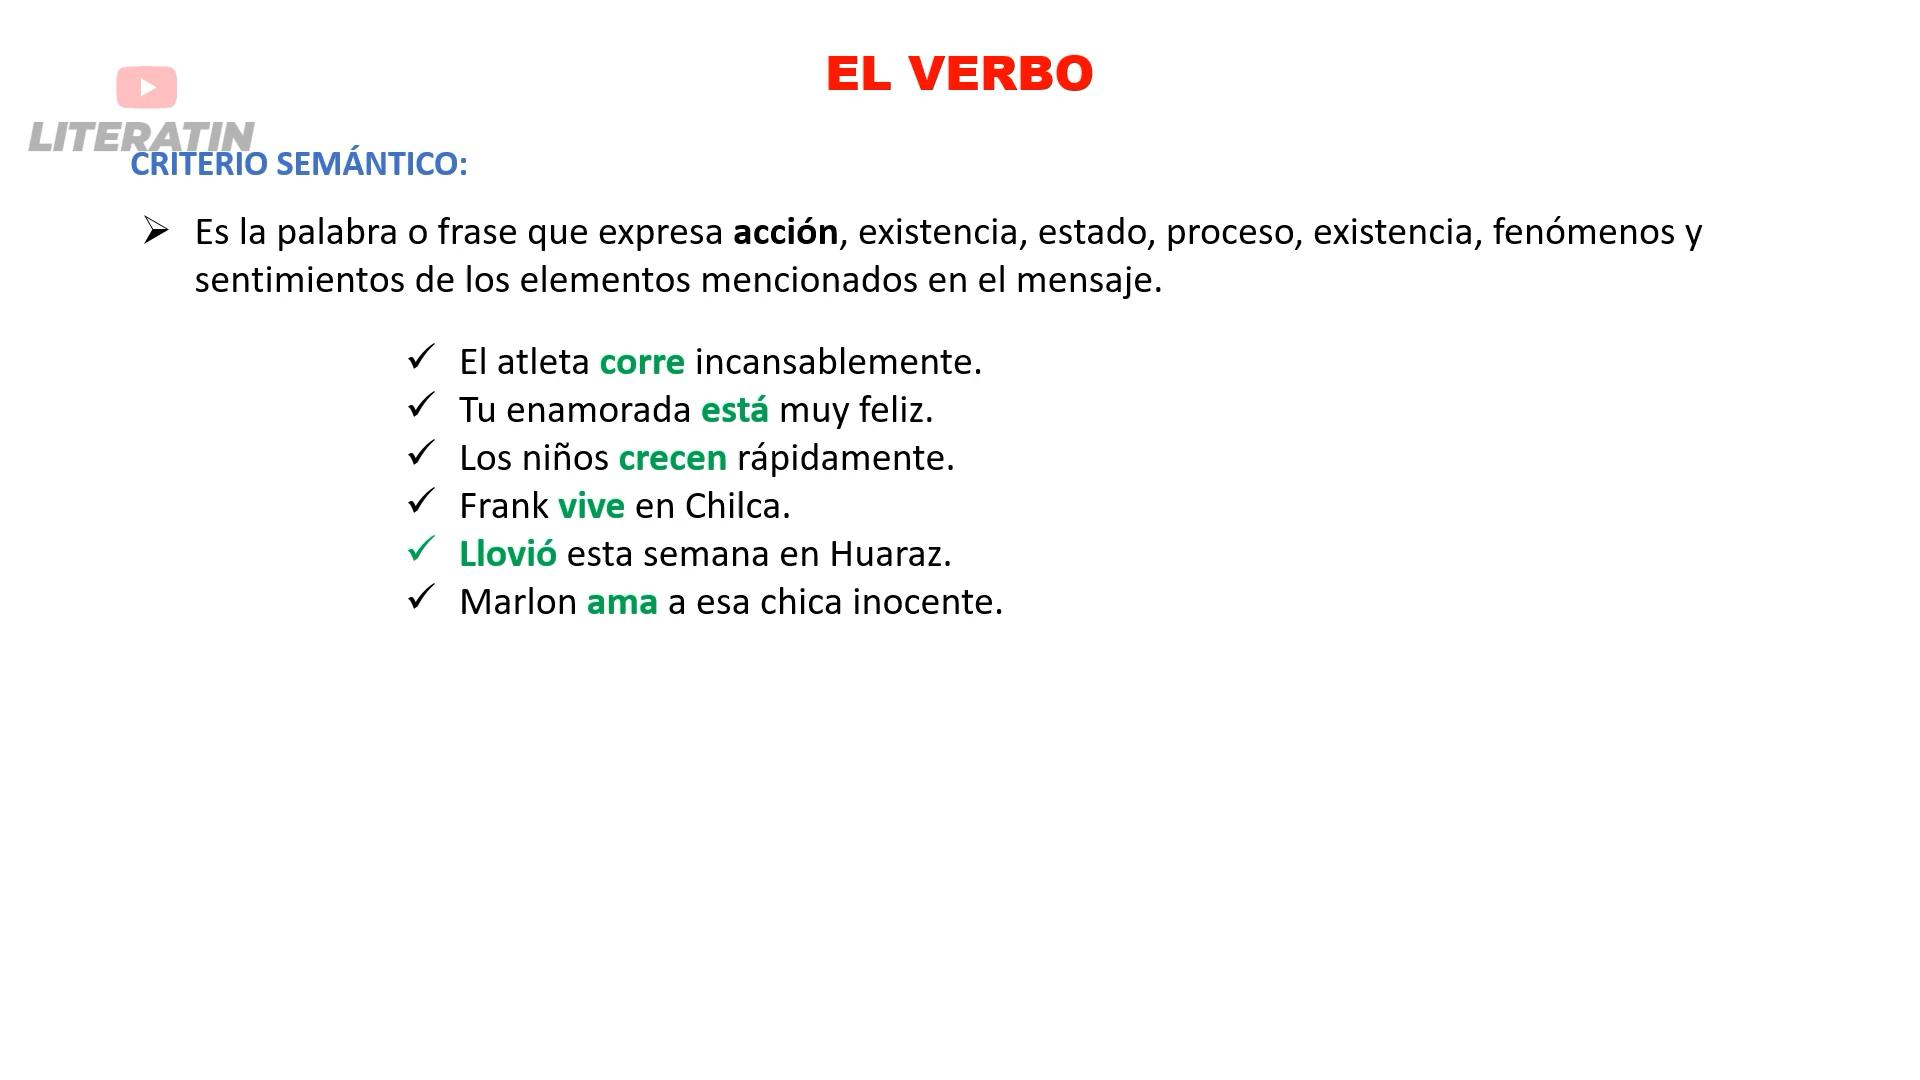 EL VERBO
LITERATIN
CRITERIO SEMÁNTICO:
Es la palabra o frase que expresa acción, existencia, estado, proceso, existencia, fenómenos y
sentimientos de los elementos mencionados en el mensaje.
El atleta corre incansablemente.
Tu enamorada está muy feliz.
Los niños crecen rápidamente.
Frank vive en Chilca.
Llovió esta semana en Huaraz.
Marlon ama a esa chica inocente.